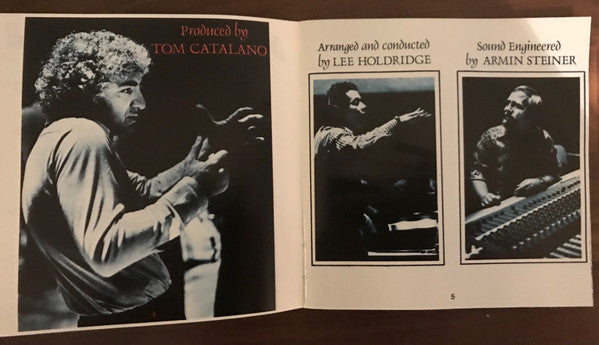 Produced by
TOM CATALANO
4
Arranged and conducted
by LEE HOLDRIDGE
Sound Engineered
by ARMIN STEINER
5